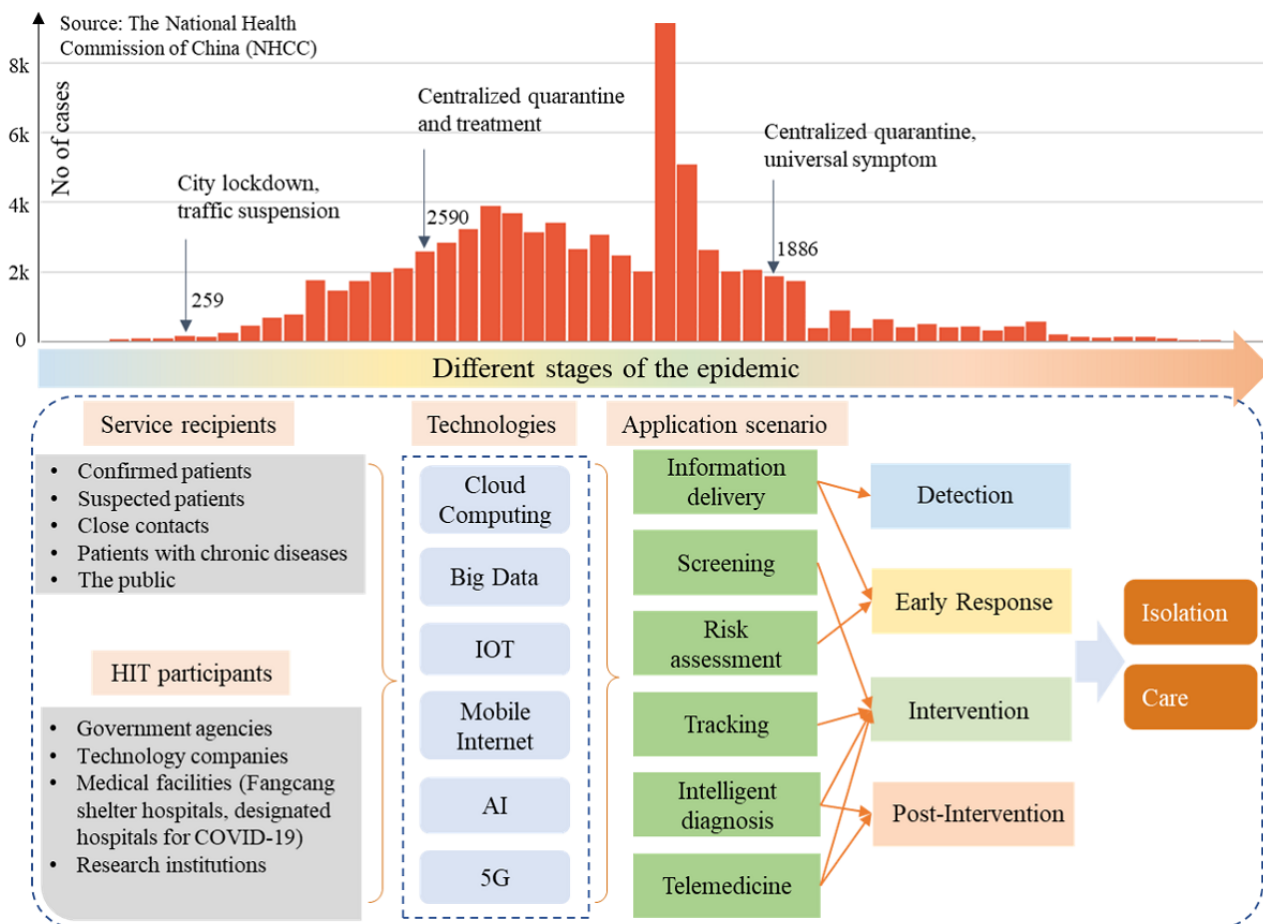 Source: The National Health
Commission of China (NHCC)
8k
6k
4k
2k
0
No of cases
City lockdown,
traffic suspension
259
Centralized quarantine
and treatment
2590
Centralized quarantine,
universal symptom
1886
Different stages of the epidemic
Service recipients
• Confirmed patients
• Suspected patients
• Close contacts
• Patients with chronic diseases
• The public
HIT participants
• Government agencies
• Technology companies
• Medical facilities (Fangcang
shelter hospitals, designated
hospitals for COVID-19)
• Research institutions
Technologies
Cloud
Computing
Big Data
IOT
Mobile
Internet
AI
5G
Application scenario
Information
delivery
Screening
Risk
assessment
Tracking
Intelligent
diagnosis
Telemedicine
Detection
Early Response
Intervention
Post-Intervention
Isolation
Care